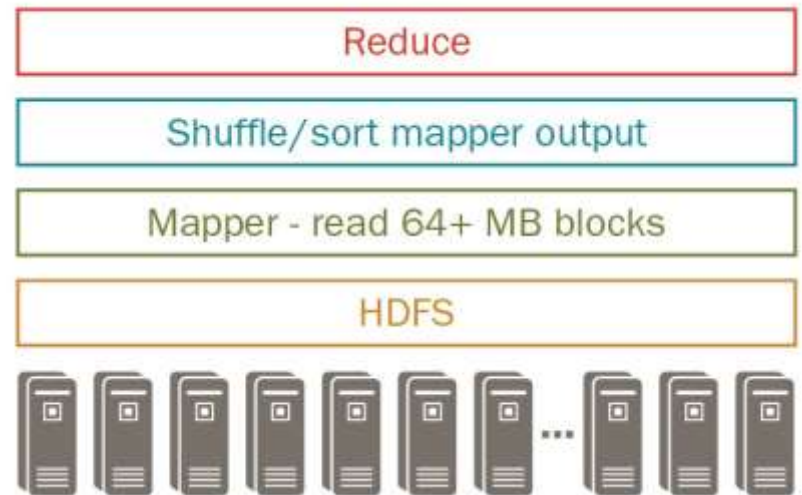 Reduce
Shuffle/sort mapper output
Mapper - read 64+ MB blocks
HDFS
...